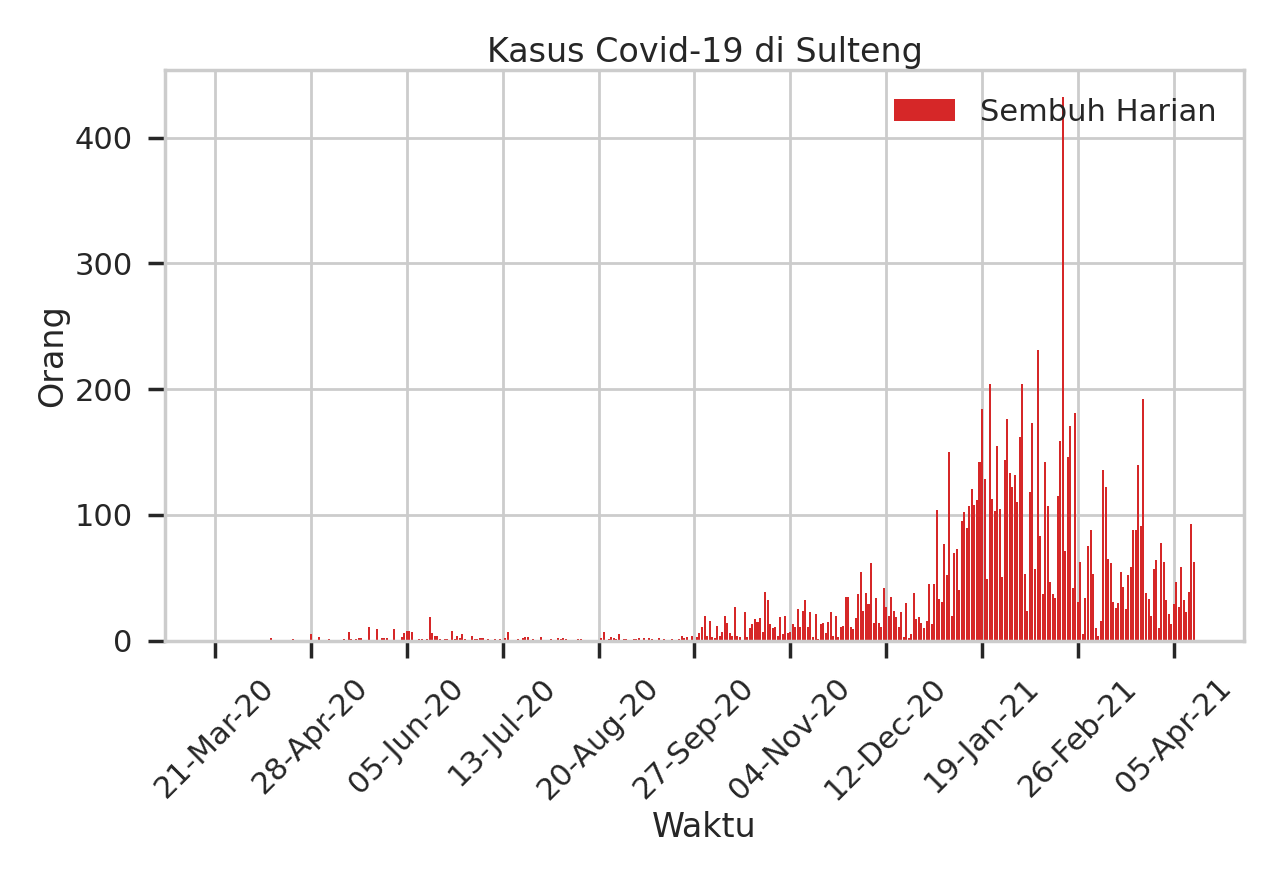 Kasus Covid-19 di Sulteng
Sembuh Harian
Orang
400
300
200
100
0
21-Mar-20
28-Apr-20
05-Jun-20
13-Jul-20
20-Aug-20
27-Sep-20
04-Nov-20
12-Dec-20
19-Jan-21
26-Feb-21
05-Apr-21
Waktu